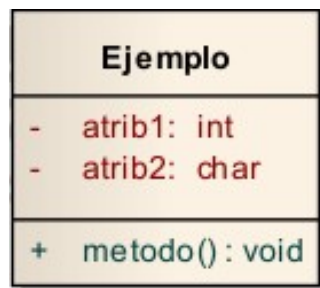 Ejemplo
- atrib1: int
- atrib2: char
+ metodo() : void